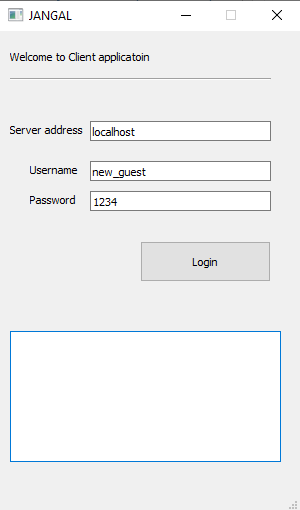 JANGAL
Welcome to Client applicatoin
Server address localhost
Username new_guest
Password 1234
Login